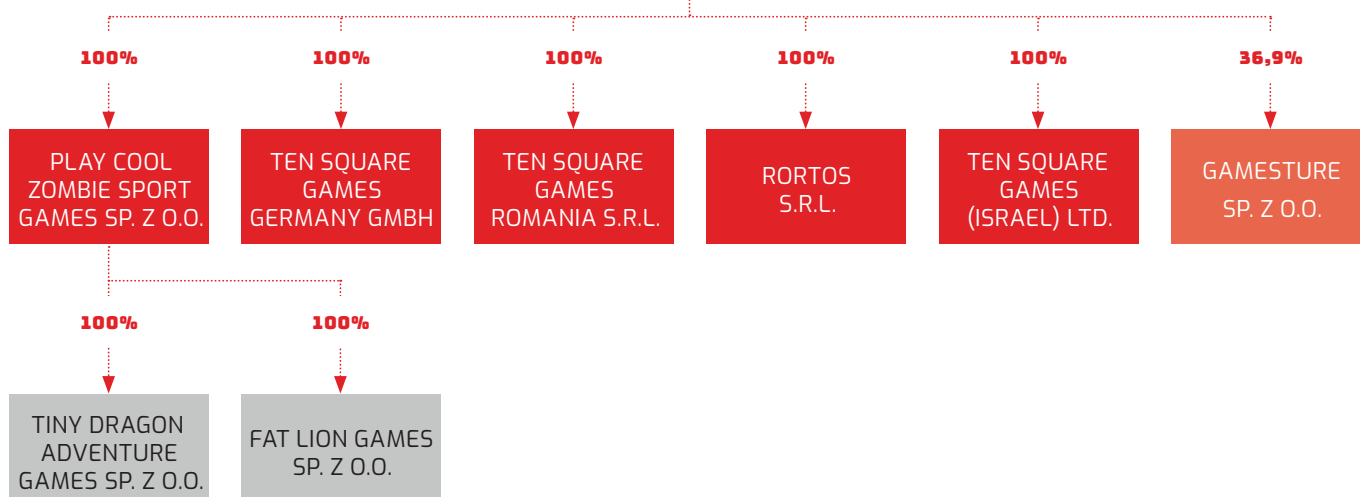 100%
100%
100%
100%
100%
36,9%
PLAY COOL
ZOMBIE SPORT
GAMES SP. Z O.O.
TEN SQUARE
GAMES
GERMANY GMBH
TEN SQUARE
GAMES
ROMANIA S.R.L.
RORTOS
S.R.L.
TEN SQUARE
GAMES
(ISRAEL) LTD.
GAMESTURE
SP. Z O.O.
100%
100%
TINY DRAGON
ADVENTURE
GAMES SP. Z O.O.
FAT LION GAMES
SP. Z O.O.